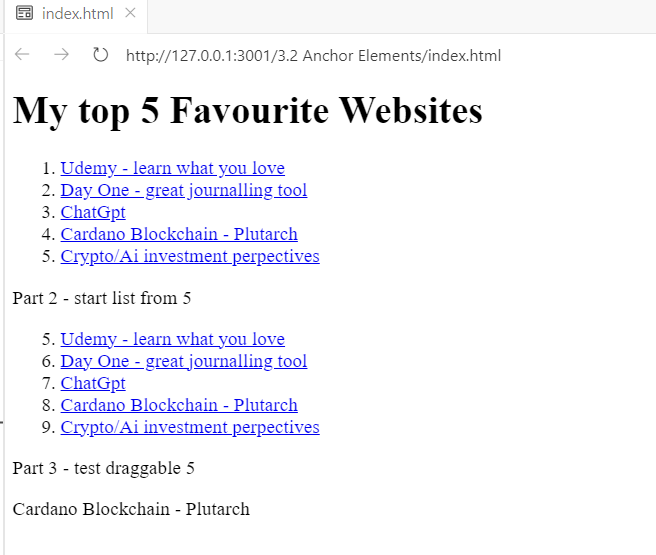 index.html
http://127.0.0.1:3001/3.2 Anchor Elements/index.html
My top 5 Favourite Websites
1. Udemy - learn what you love
2. Day One - great journalling tool
3. ChatGpt
4. Cardano Blockchain - Plutarch
5. Crypto/Ai investment perpectives
Part 2 - start list from 5
5. Udemy - learn what you love
6. Day One - great journalling tool
7. ChatGpt
8. Cardano Blockchain - Plutarch
9. Crypto/Ai investment perpectives
Part 3 - test draggable 5
Cardano Blockchain - Plutarch